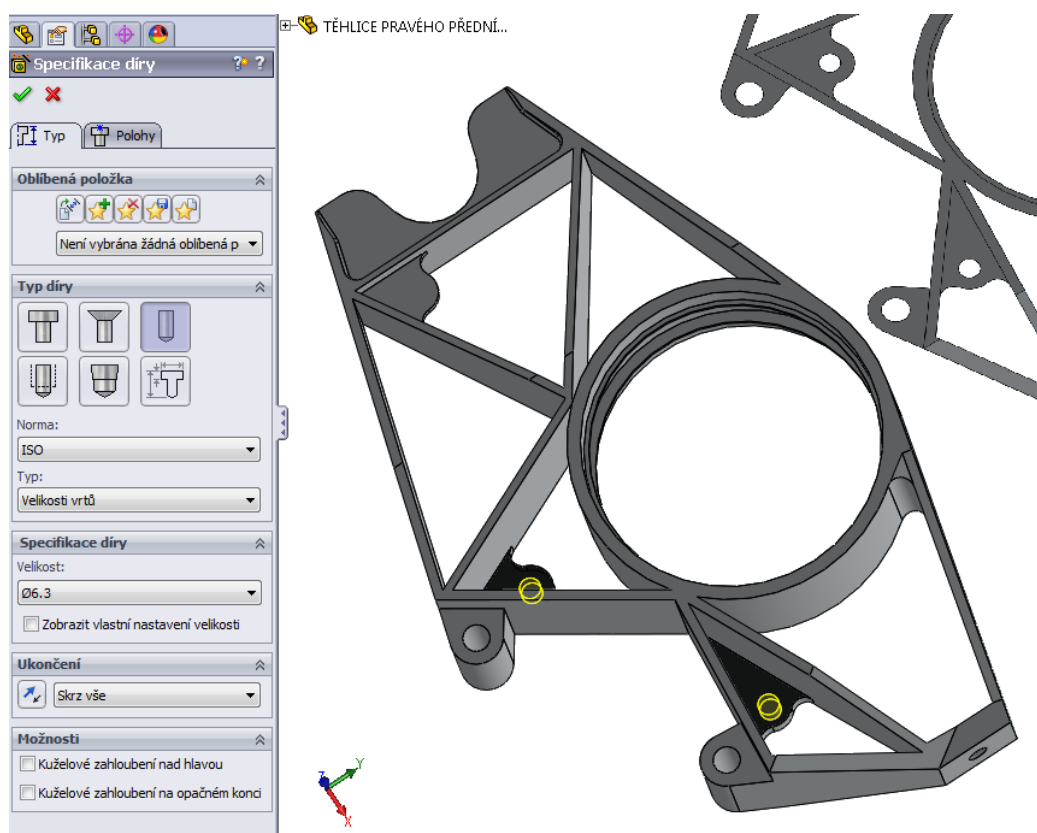 TĚHLICE PRAVÉHO PŘEDNÍ...
Specifikace díry
Typ
Polohy
Oblíbená položka
Není vybrána žádná oblíbená p
Typ díry
Norma:
ISO
Typ:
Velikosti vrtů
Specifikace díry
Velikost:
Ø6.3
Zobrazit vlastní nastavení velikosti
Ukončení
Skrz vše
Možnosti
Kuželové zahloubení nad hlavou
Kuželové zahloubení na opačném konci
Z
Y
X